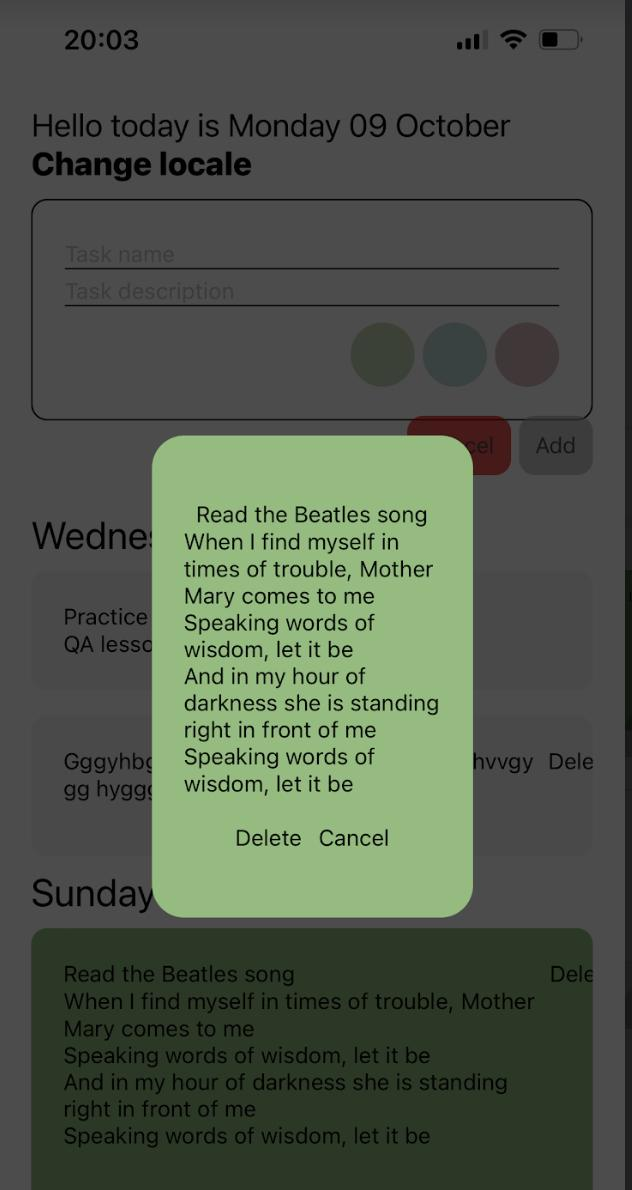 20:03
Hello today is Monday 09 October
Change locale
Task name
Task description
Add
Read the Beatles song
When I find myself in
times of trouble, Mother
Mary comes to me
Speaking words of
wisdom, let it be
And in my hour of
darkness she is standing
right in front of me
Speaking words of
wisdom, let it be
Delete Cancel
Practice
QA
hvvgy
gg
Sunday
Read the Beatles song
When I find myself in times of trouble, Mother
Mary comes to me
Speaking words of wisdom, let it be
And in my hour of darkness she is standing
right in front of me
Speaking words of wisdom, let it be